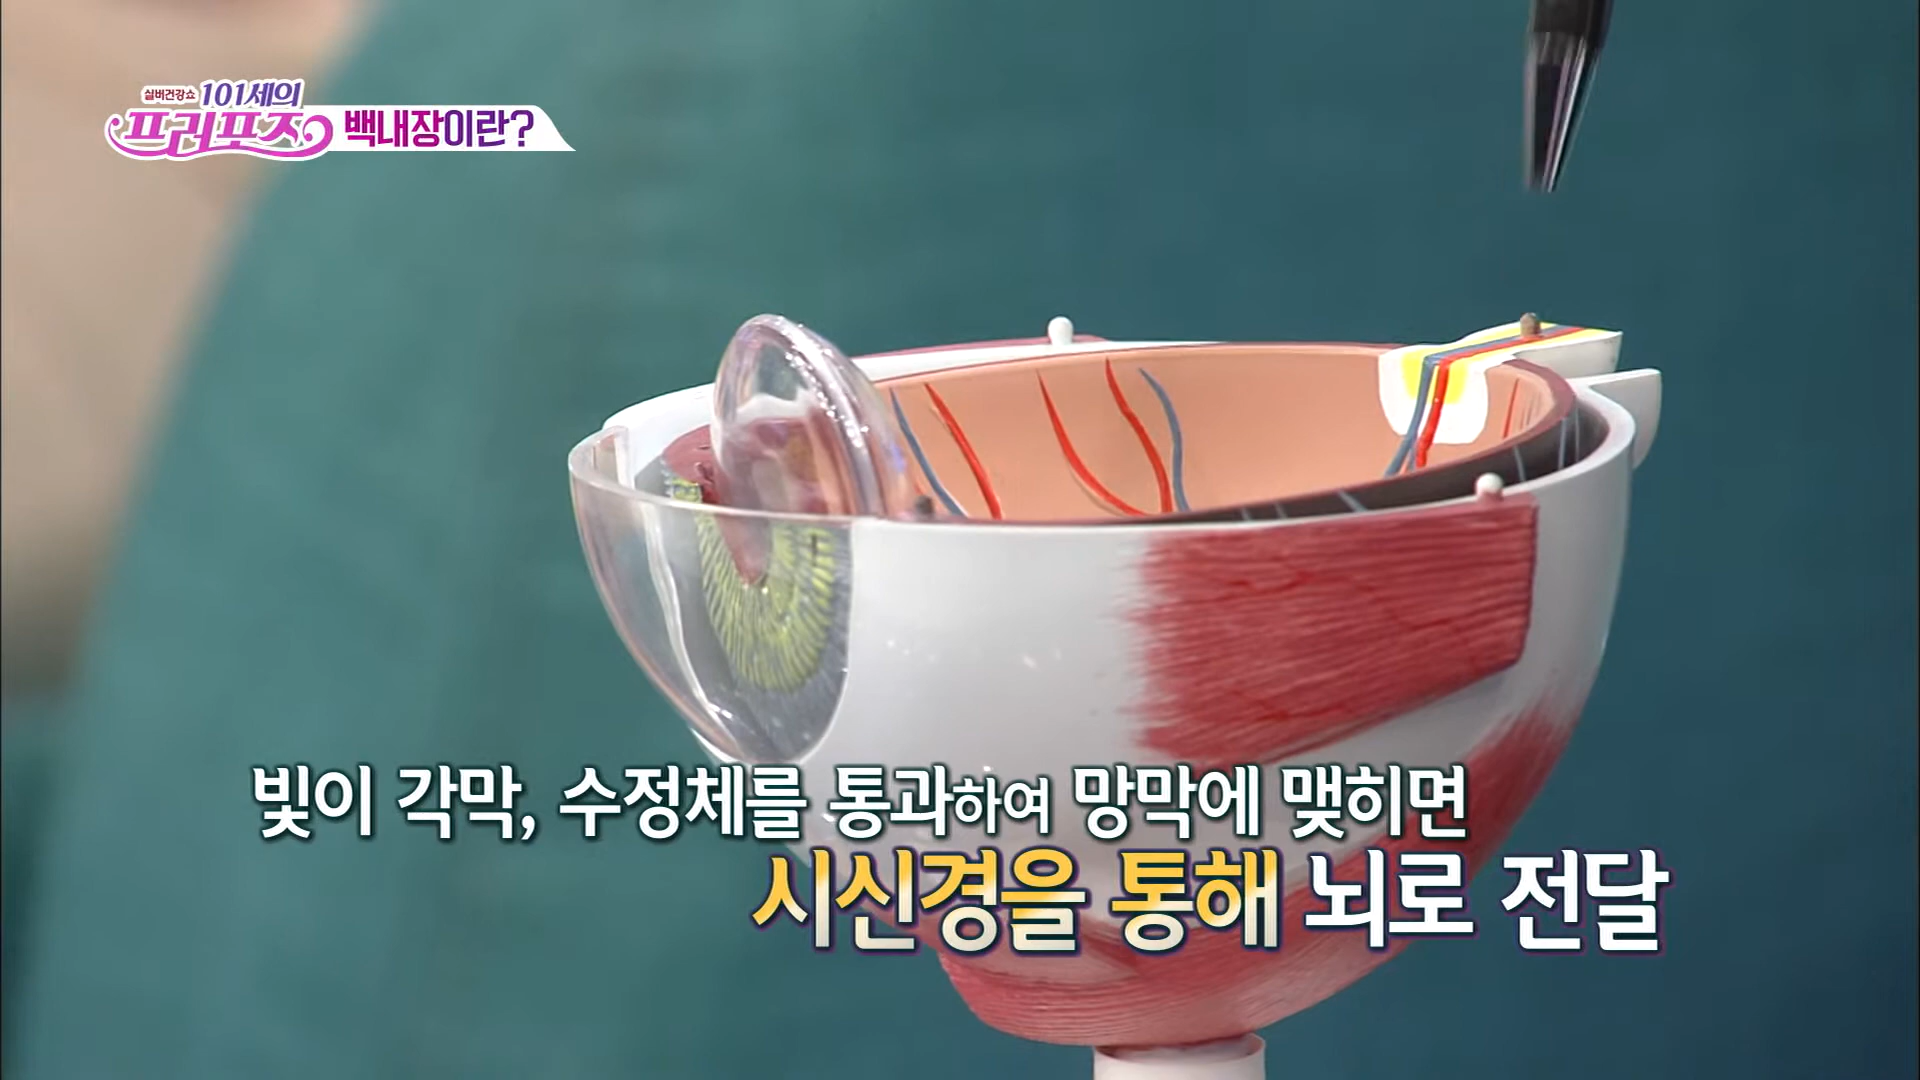 실버건강쇼 101세의
프러포즈 백내장이란?
빛이 각막, 수정체를 통과하여 망막에 맺히면
시신경을 통해 뇌로 전달